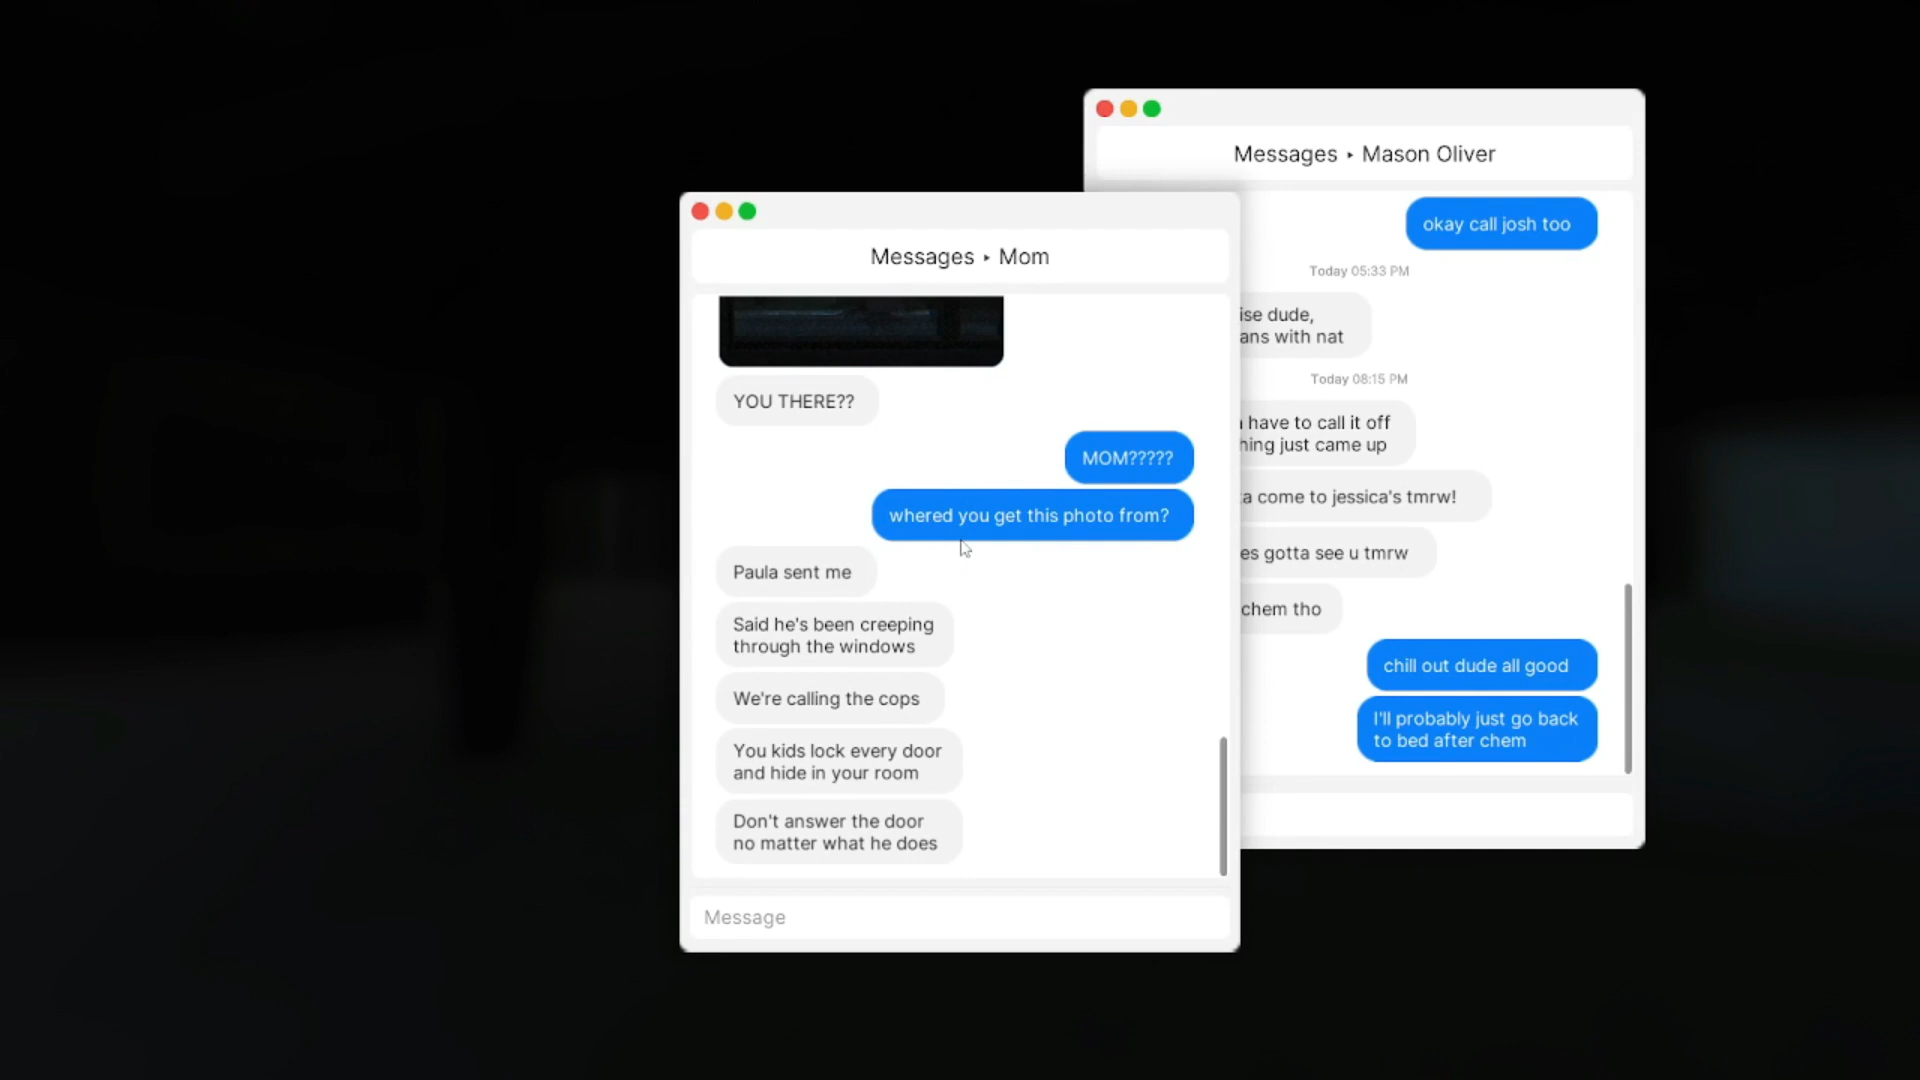 Messages ▸ Mason Oliver
okay call josh too
Today 05:33 PM
dude,
with nat
Today 08:15 PM
have to call it off
just came up
come to jessica's tmrw!
gotta see u tmrw
chem tho
chill out dude all good
I'll probably just go back
to bed after chem
Messages ▸ Mom
YOU THERE??
MOM?????
whered you get this photo from?
Paula sent me
Said he's been creeping
through the windows
We're calling the cops
You kids lock every door
and hide in your room
Don't answer the door
no matter what he does
Message